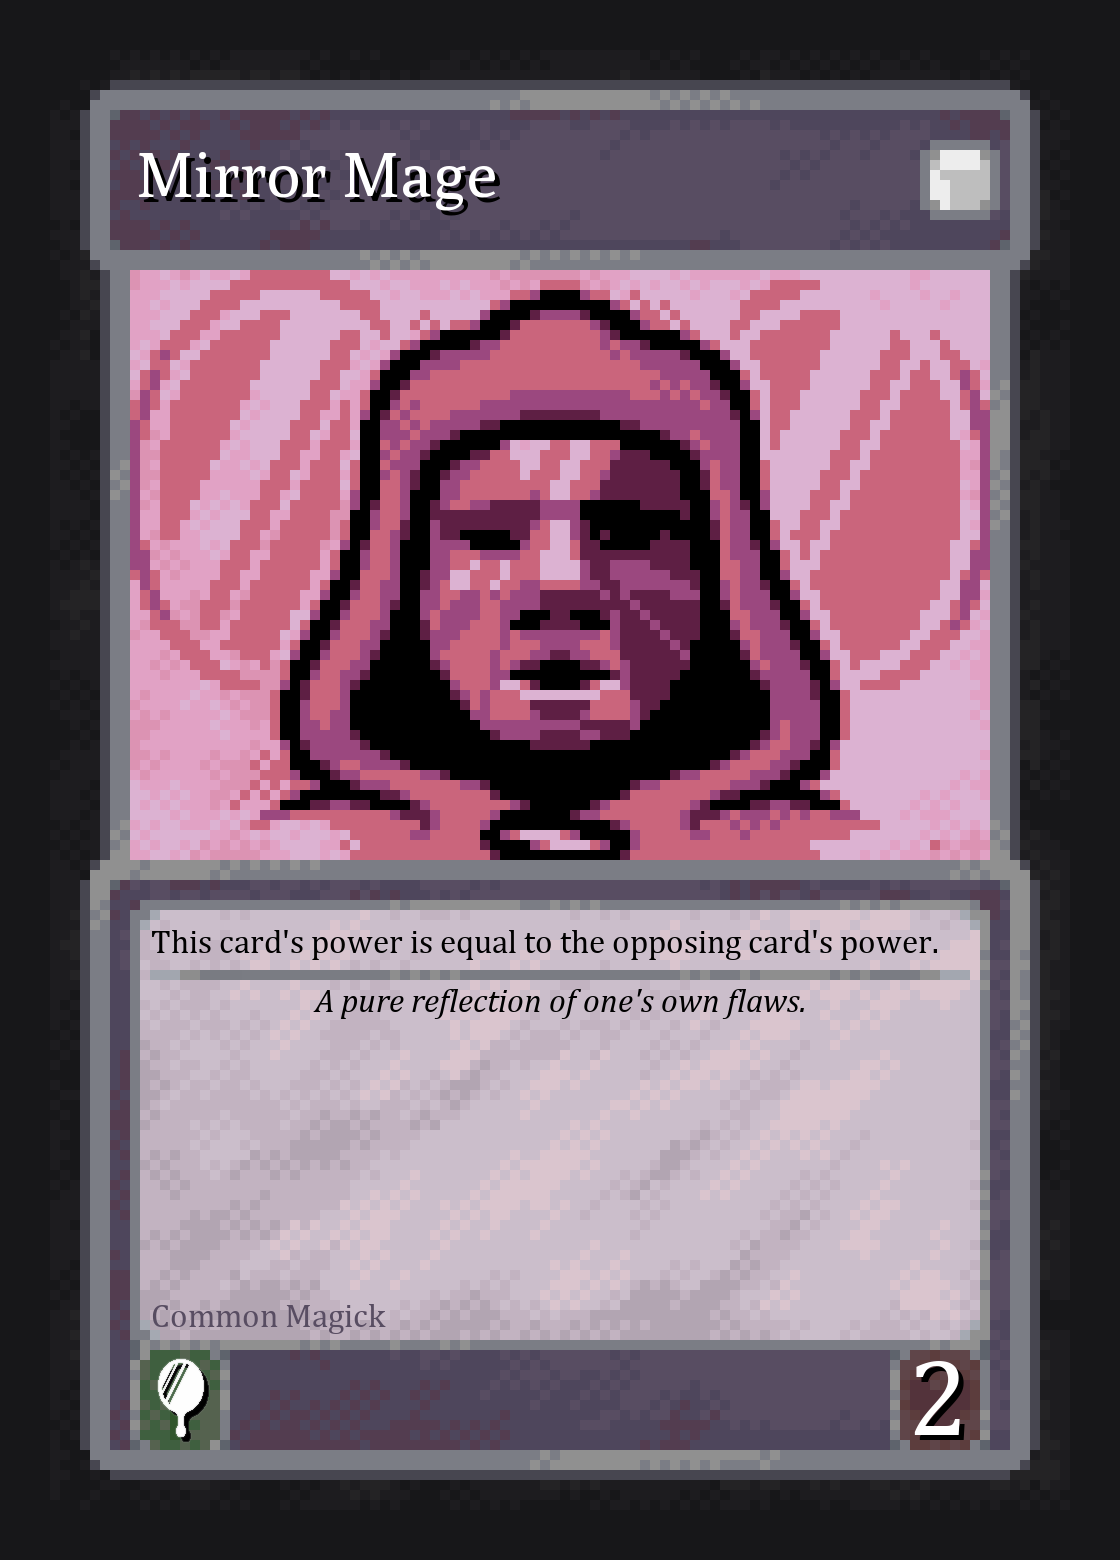 Mirror Mage
This card's power is equal to the opposing card's power.
A pure reflection of one's own flaws.
Common Magick
2